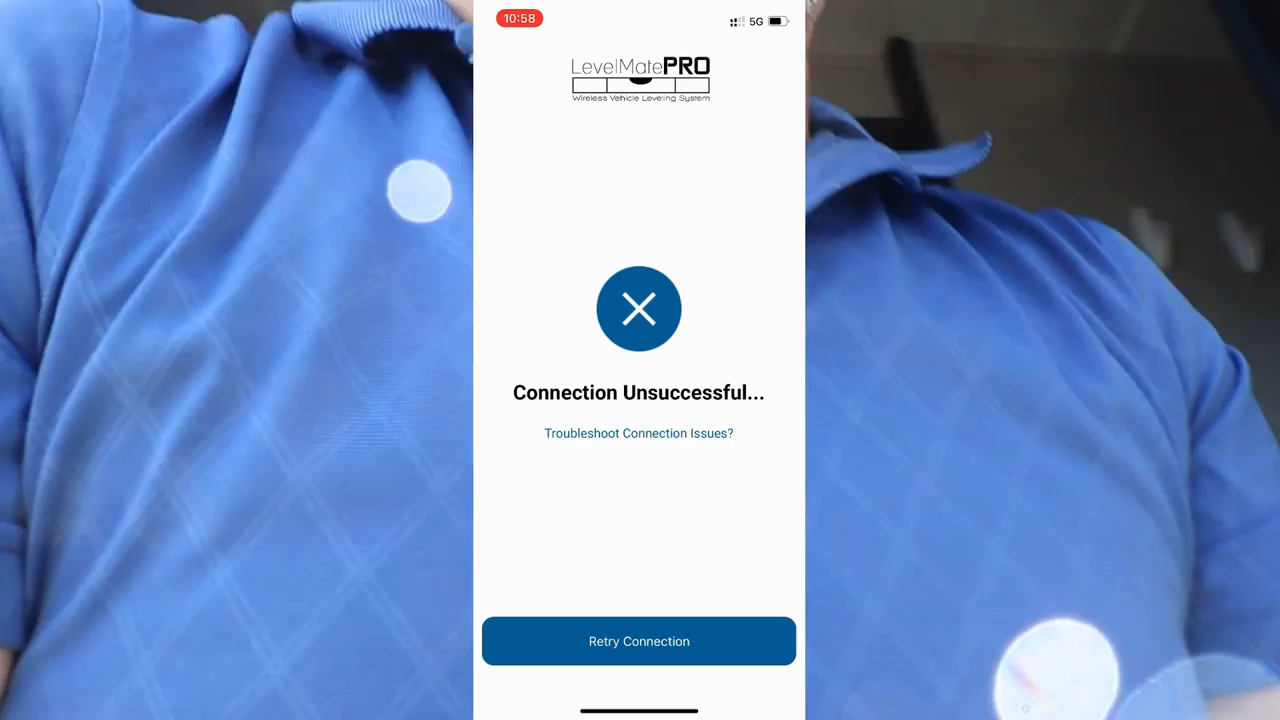 10:58
5G
LevelMatePRO
Wireless Vehicle Leveling System
Connection Unsuccessful...
Troubleshoot Connection Issues?
Retry Connection